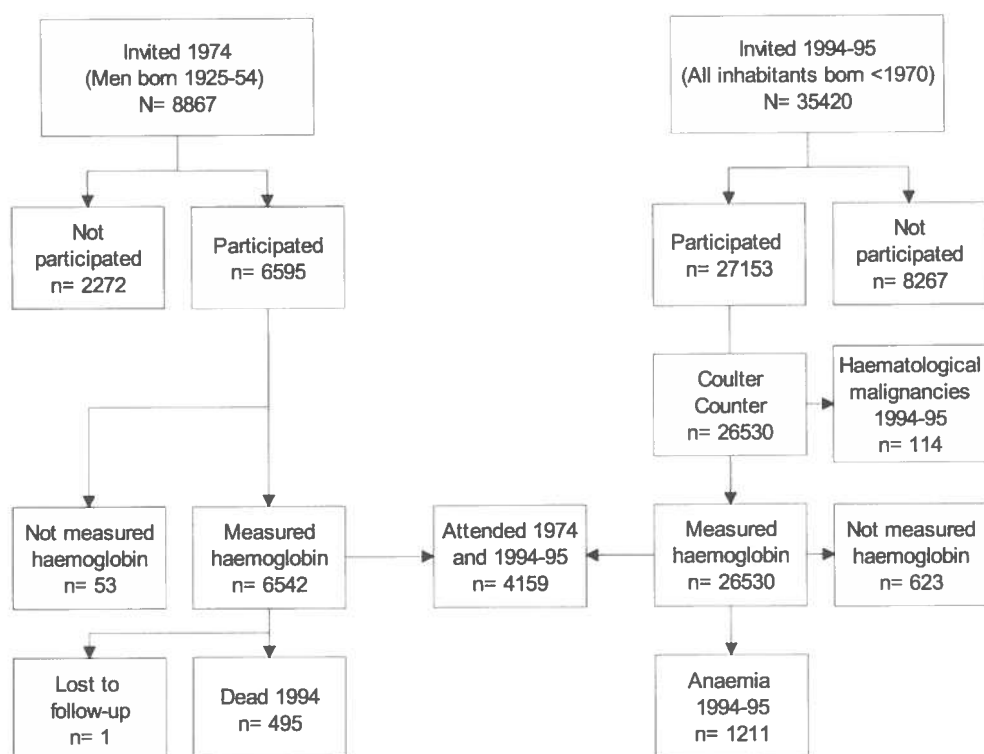 Invited 1974
(Men born 1925-54)
N= 8867
Invited 1994-95
(All inhabitants born <1970)
N= 35420
Not
participated
n= 2272
Participated
n= 6595
Participated
n= 27153
Not
participated
n= 8267
Coulter
Counter
n= 26530
Haematological
malignancies
1994-95
n= 114
Not measured
haemoglobin
n= 53
Measured
haemoglobin
n= 6542
Attended 1974
and 1994-95
n= 4159
Measured
haemoglobin
n= 26530
Not measured
haemoglobin
n= 623
Lost to
follow-up
n= 1
Dead 1994
n= 495
Anaemia
1994-95
n= 1211